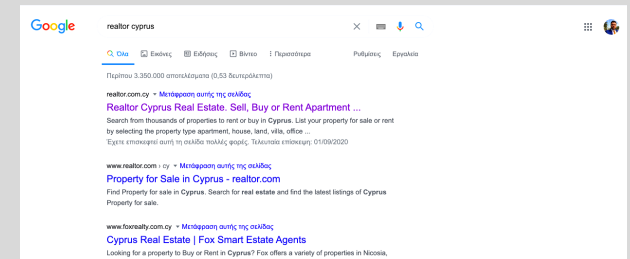 Google
realtor cyprus
Όλα Εικόνες Ειδήσεις Βίντεο Περισσότερα Ρυθμίσεις Εργαλεία
Περίπου 3.350.000 αποτελέσματα (0,53 δευτερόλεπτα)
realtor.com.cy Μετάφραση αυτής της σελίδας
Realtor Cyprus Real Estate. Sell, Buy or Rent Apartment ...
Search from thousands of properties to rent or buy in Cyprus. List your property for sale or rent
by selecting the property type apartment, house, land, villa, office ...
Έχετε επισκεφτεί αυτή τη σελίδα πολλές φορές. Τελευταία επίσκεψη: 01/09/2020
www.realtor.com › cy Μετάφραση αυτής της σελίδας
Property for Sale in Cyprus - realtor.com
Find Property for sale in Cyprus. Search for real estate and find the latest listings of Cyprus
Property for sale.
www.foxrealty.com.cy Μετάφραση αυτής της σελίδας
Cyprus Real Estate | Fox Smart Estate Agents
Looking for a property to Buy or Rent in Cyprus? Fox offers a variety of properties in Nicosia,